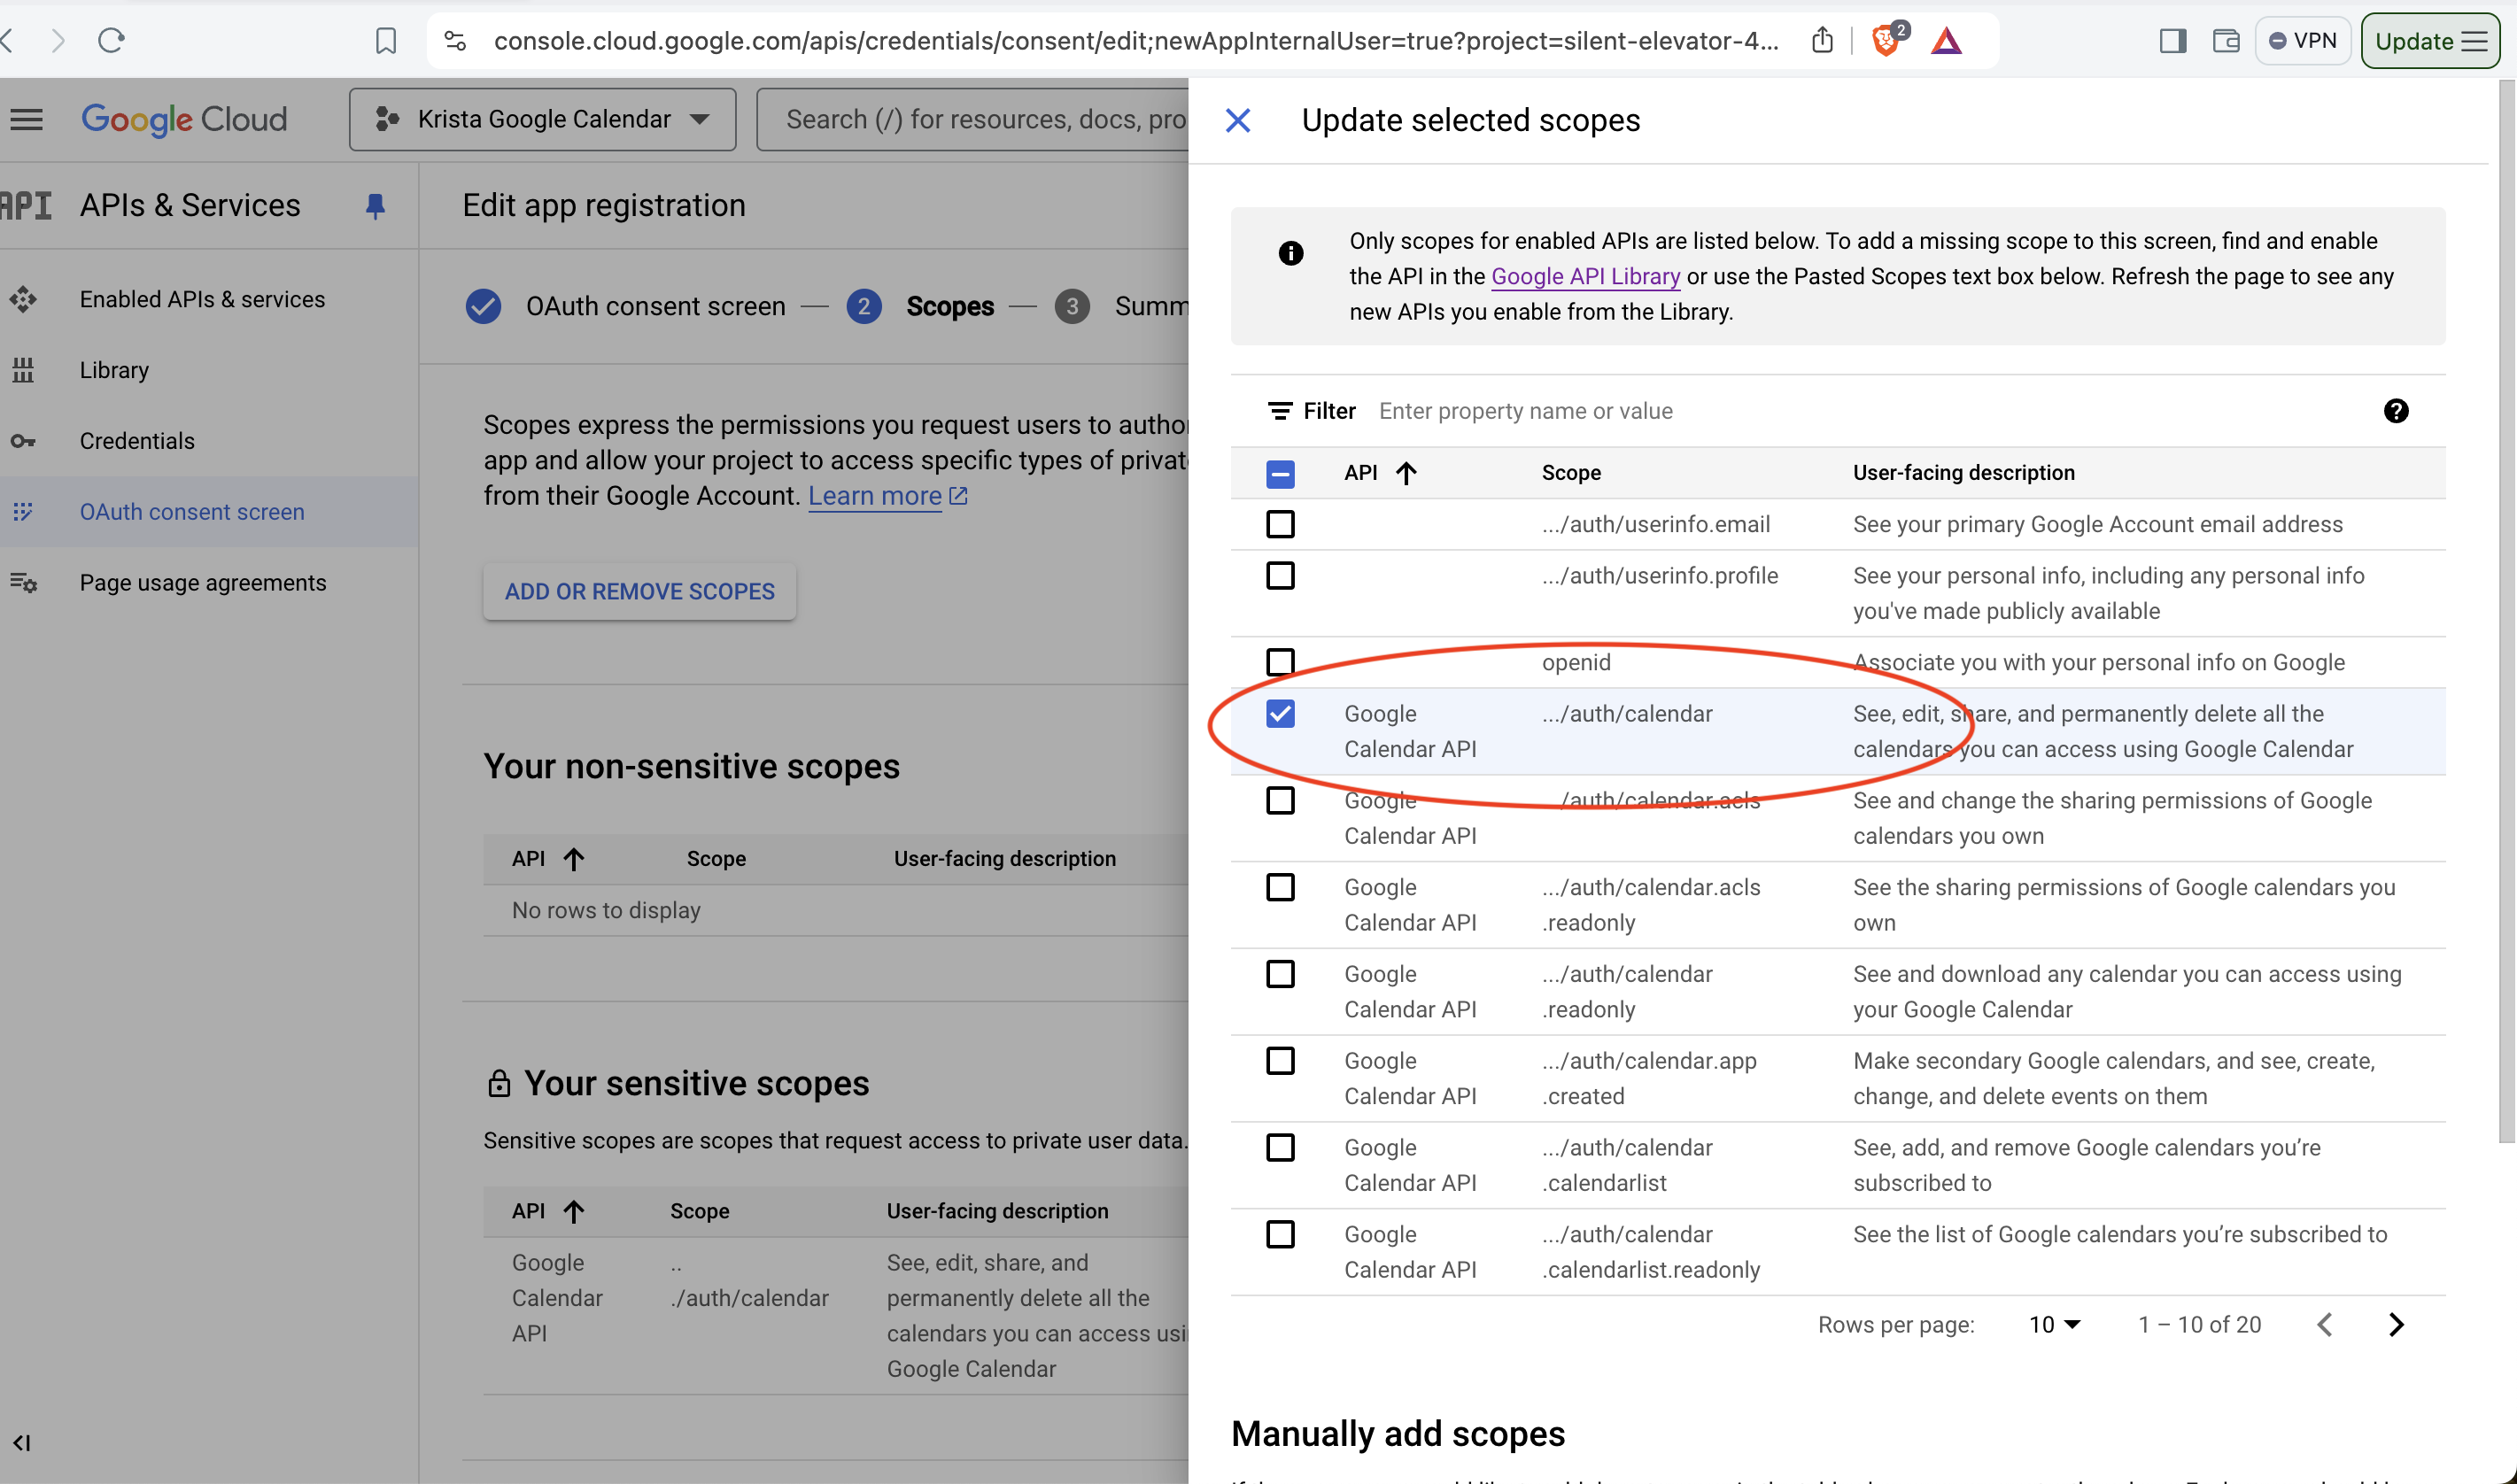 console.cloud.google.com/apis/credentials/consent/edit;newAppInternalUser=true?project=silent-elevator-4...
2
VPN
Update
Google Cloud
Krista Google Calendar
Search (/) for resources, docs, pro
API
APIs & Services
Enabled APIs & services
Library
Credentials
OAuth consent screen
Page usage agreements
Edit app registration
OAuth consent screen
2
Scopes
3
Summ
Scopes express the permissions you request users to autho
app and allow your project to access specific types of privat
from their Google Account. Learn more
ADD OR REMOVE SCOPES
Your non-sensitive scopes
API Scope User-facing description
No rows to display
Your sensitive scopes
Sensitive scopes are scopes that request access to private user data.
API Scope User-facing description
Google .. See, edit, share, and
Calendar ./auth/calendar permanently delete all the
API calendars you can access usi
Google Calendar
Update selected scopes
Only scopes for enabled APIs are listed below. To add a missing scope to this screen, find and enable
the API in the Google API Library or use the Pasted Scopes text box below. Refresh the page to see any
new APIs you enable from the Library.
Filter Enter property name or value
API Scope User-facing description
.../auth/userinfo.email See your primary Google Account email address
.../auth/userinfo.profile See your personal info, including any personal info
you've made publicly available
openid Associate you with your personal info on Google
Google .../auth/calendar See, edit, share, and permanently delete all the
Calendar API calendars you can access using Google Calendar
Google .../auth/calendar.acls See and change the sharing permissions of Google
Calendar API calendars you own
Google .../auth/calendar.acls See the sharing permissions of Google calendars you
Calendar API .readonly own
Google .../auth/calendar See and download any calendar you can access using
Calendar API .readonly your Google Calendar
Google .../auth/calendar.app Make secondary Google calendars, and see, create,
Calendar API .created change, and delete events on them
Google .../auth/calendar See, add, and remove Google calendars you’re
Calendar API .calendarlist subscribed to
Google .../auth/calendar See the list of Google calendars you’re subscribed to
Calendar API .calendarlist.readonly
Rows per page: 10 1 – 10 of 20
Manually add scopes